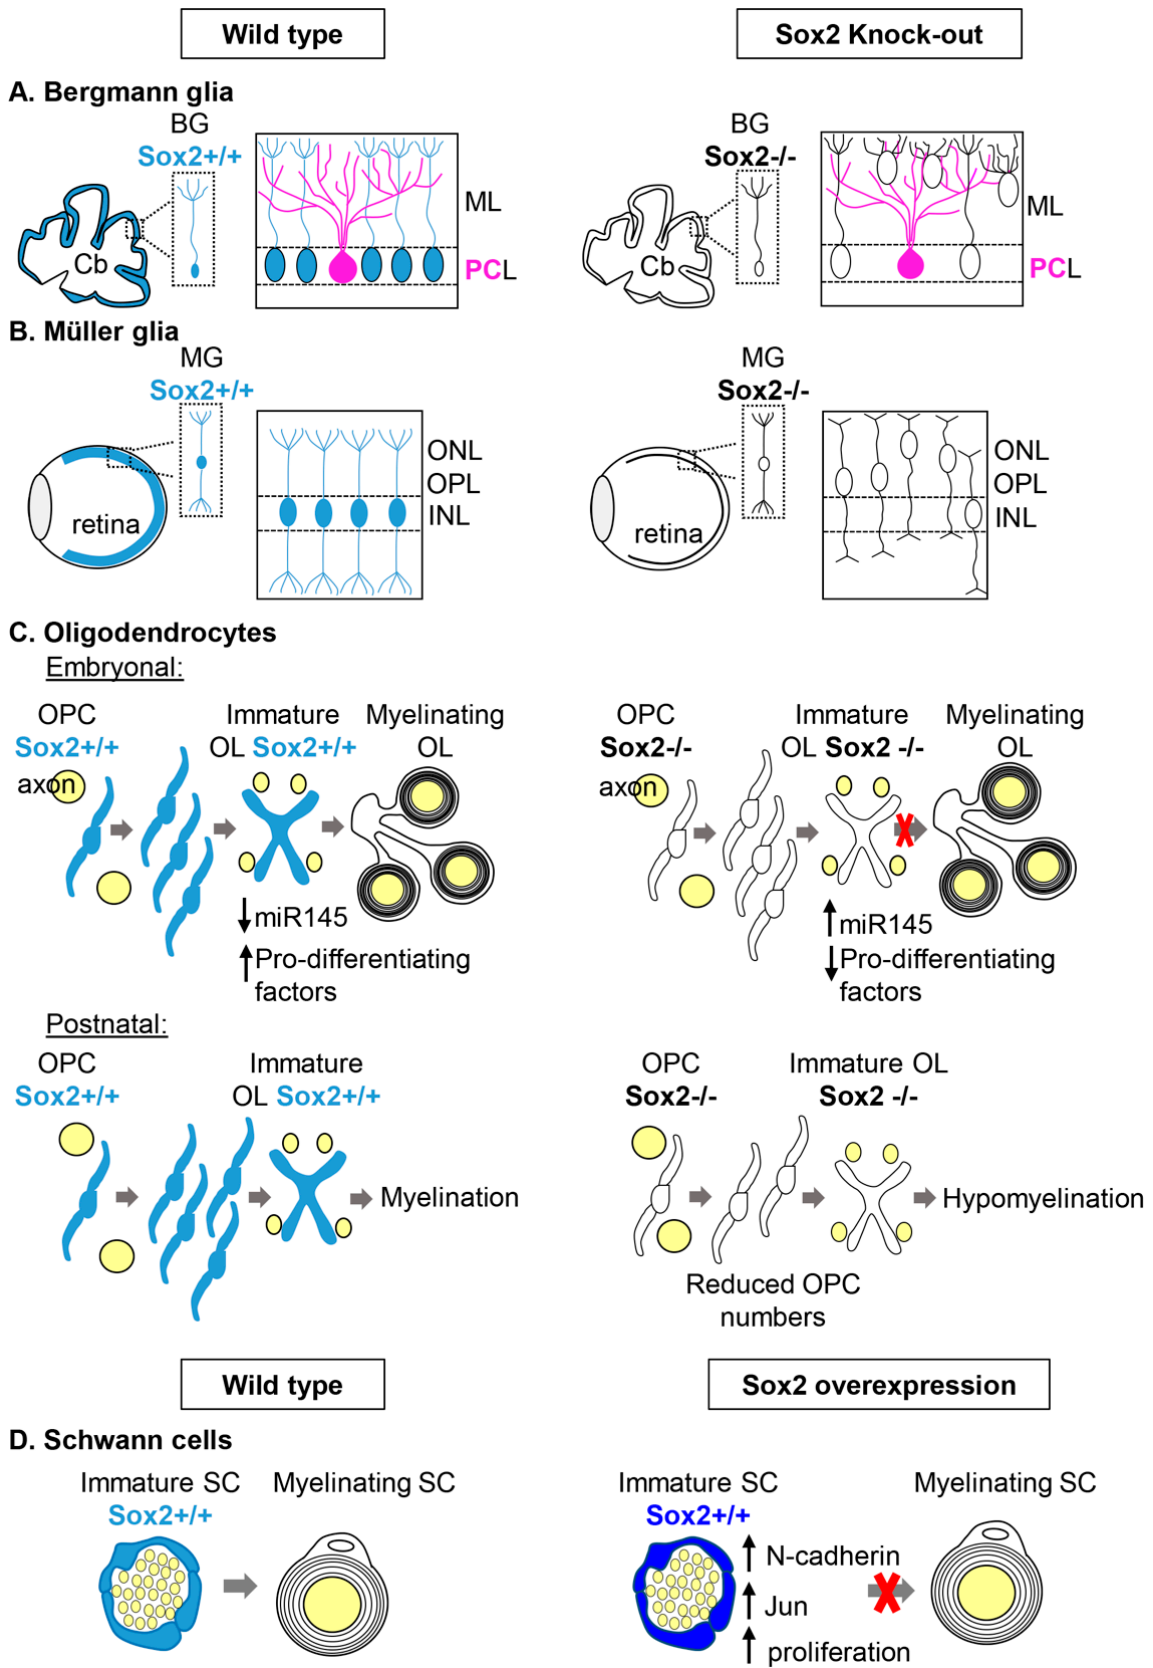 Wild type
Sox2 Knock-out
A. Bergmann glia
BG
Sox2+/+
Cb
ML
PCL
BG
Sox2-/-
Cb
ML
PCL
B. Müller glia
MG
Sox2+/+
retina
ONL
OPL
INL
MG
Sox2-/-
retina
ONL
OPL
INL
C. Oligodendrocytes
Embryonal:
OPC
Sox2+/+
axon
Immature
OL Sox2+/+
Myelinating
OL
miR145
Pro-differentiating
factors
OPC
Sox2-/-
axon
Immature
OL Sox2 -/-
Myelinating
OL
miR145
Pro-differentiating
factors
Postnatal:
OPC
Sox2+/+
Immature
OL Sox2+/+
Myelination
OPC
Sox2-/-
Immature OL
Sox2 -/-
Hypomyelination
Reduced OPC
numbers
Wild type
Sox2 overexpression
D. Schwann cells
Immature SC
Sox2+/+
Myelinating SC
Immature SC
Sox2+/+
N-cadherin
Jun
proliferation
Myelinating SC